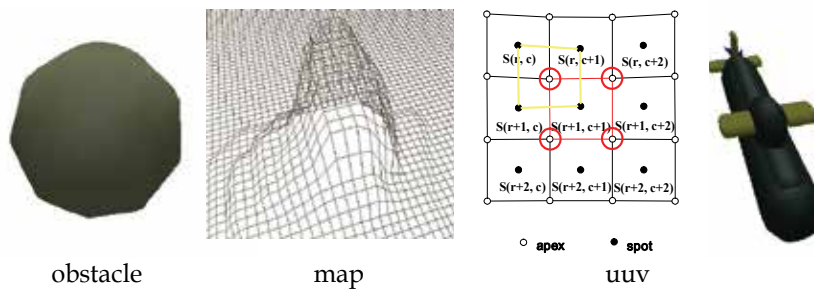 S(r, c) S(r, c+1) S(r, c+2)
S(r+1, c) S(r+1, c+1) S(r+1, c+2)
S(r+2, c) S(r+2, c+1) S(r+2, c+2)
apex spot
obstacle map uuv